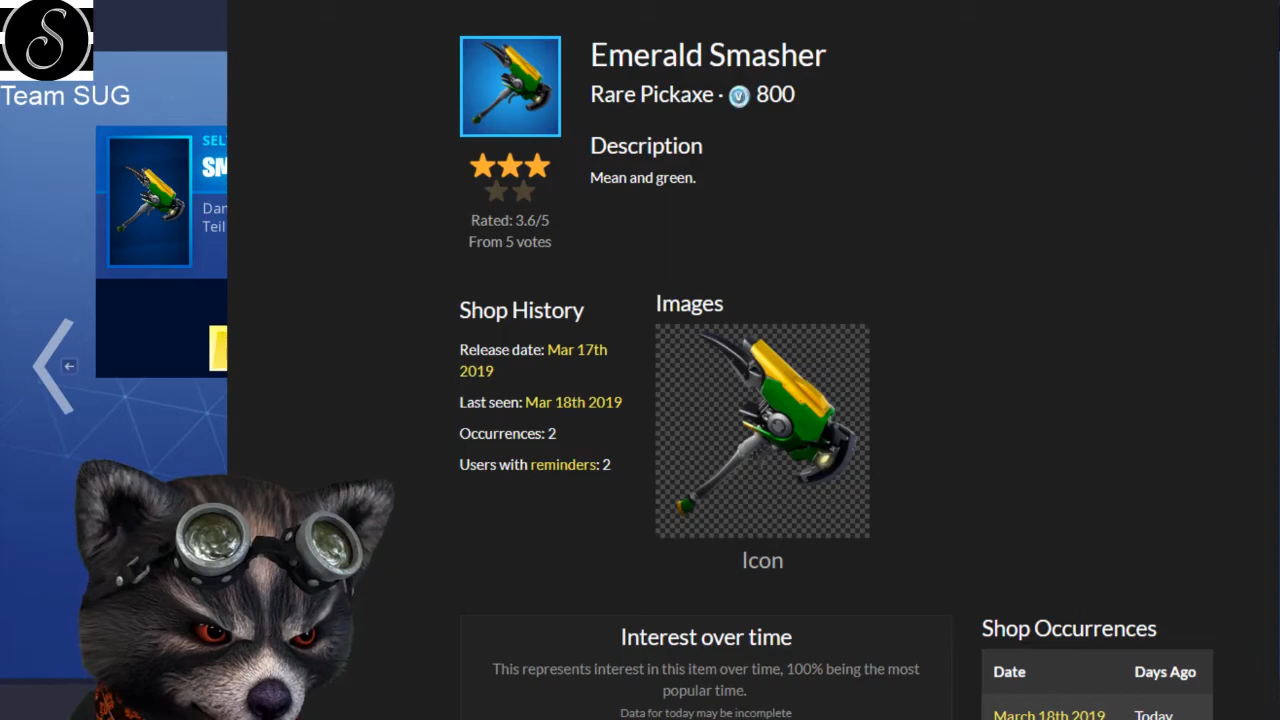 S
Team SUG
SEL
SM
Dan
Teil
Emerald Smasher
Rare Pickaxe · V 800
Description
Mean and green.
Rated: 3.6/5
From 5 votes
Shop History
Release date: Mar 17th
2019
Last seen: Mar 18th 2019
Occurrences: 2
Users with reminders: 2
Images
Icon
Interest over time
This represents interest in this item over time, 100% being the most
popular time.
Data for today may be incomplete
Shop Occurrences
Date Days Ago
March 18th 2019 Today